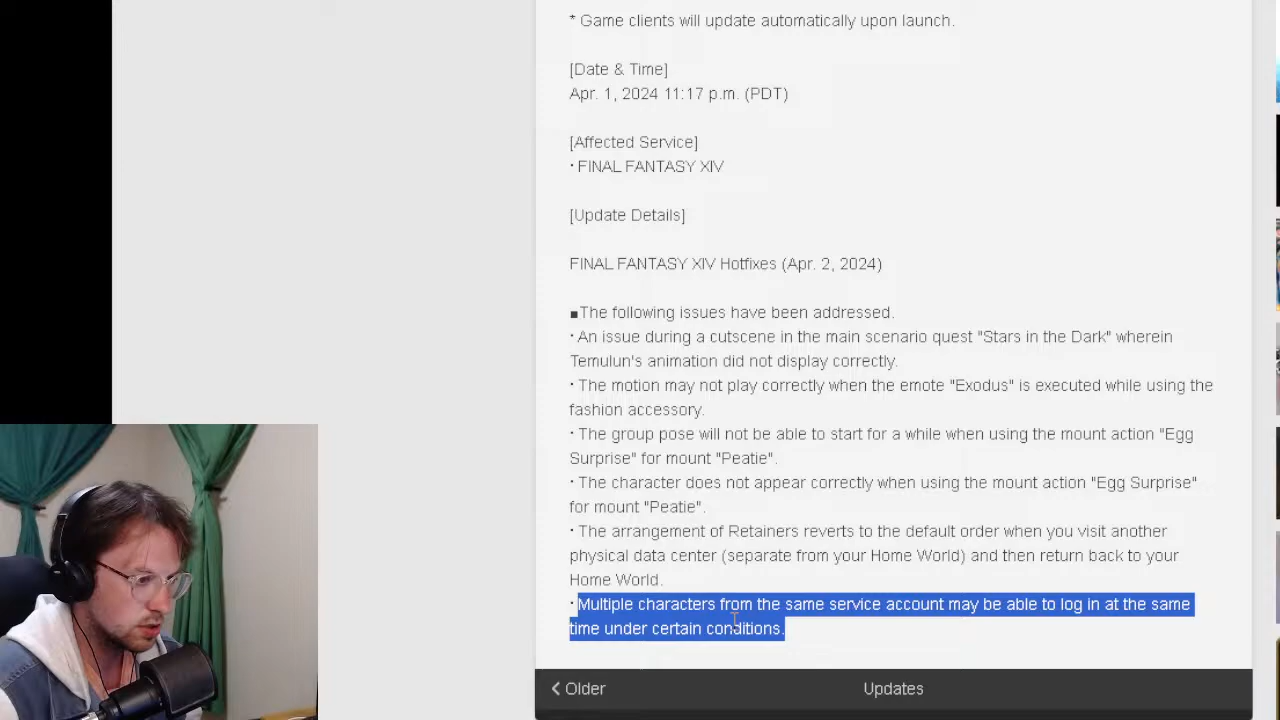 * Game clients will update automatically upon launch.
[Date & Time]
Apr. 1, 2024 11:17 p.m. (PDT)
[Affected Service]
・FINAL FANTASY XIV
[Update Details]
FINAL FANTASY XIV Hotfixes (Apr. 2, 2024)
■The following issues have been addressed.
・An issue during a cutscene in the main scenario quest "Stars in the Dark" wherein
Temulun's animation did not display correctly.
・The motion may not play correctly when the emote "Exodus" is executed while using the
fashion accessory.
・The group pose will not be able to start for a while when using the mount action "Egg
Surprise" for mount "Peatie".
・The character does not appear correctly when using the mount action "Egg Surprise"
for mount "Peatie".
・The arrangement of Retainers reverts to the default order when you visit another
physical data center (separate from your Home World) and then return back to your
Home World.
・Multiple characters from the same service account may be able to log in at the same
time under certain conditions.
Older
Updates